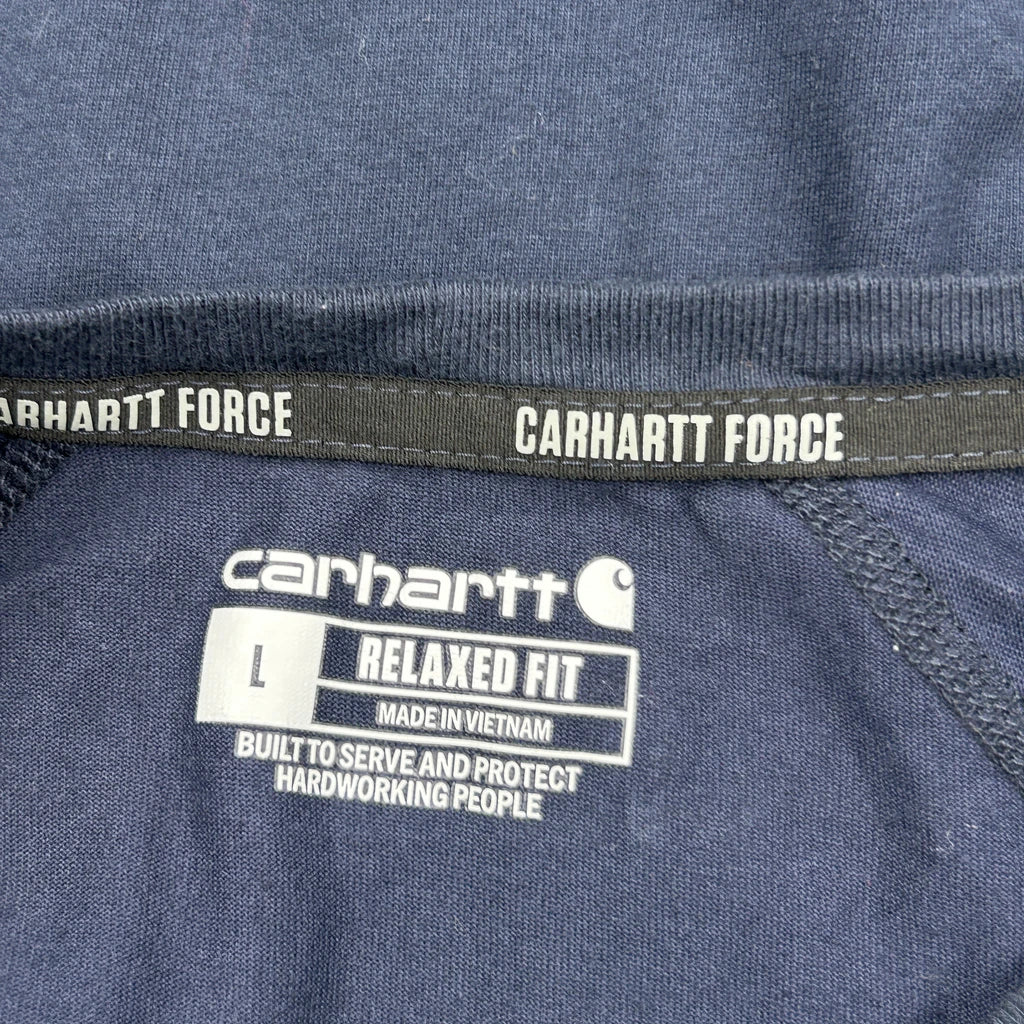 ARHARTT FORCE CARHARTT FORCE
carhartt
L RELAXED FIT
MADE IN VIETNAM
BUILT TO SERVE AND PROTECT
HARDWORKING PEOPLE